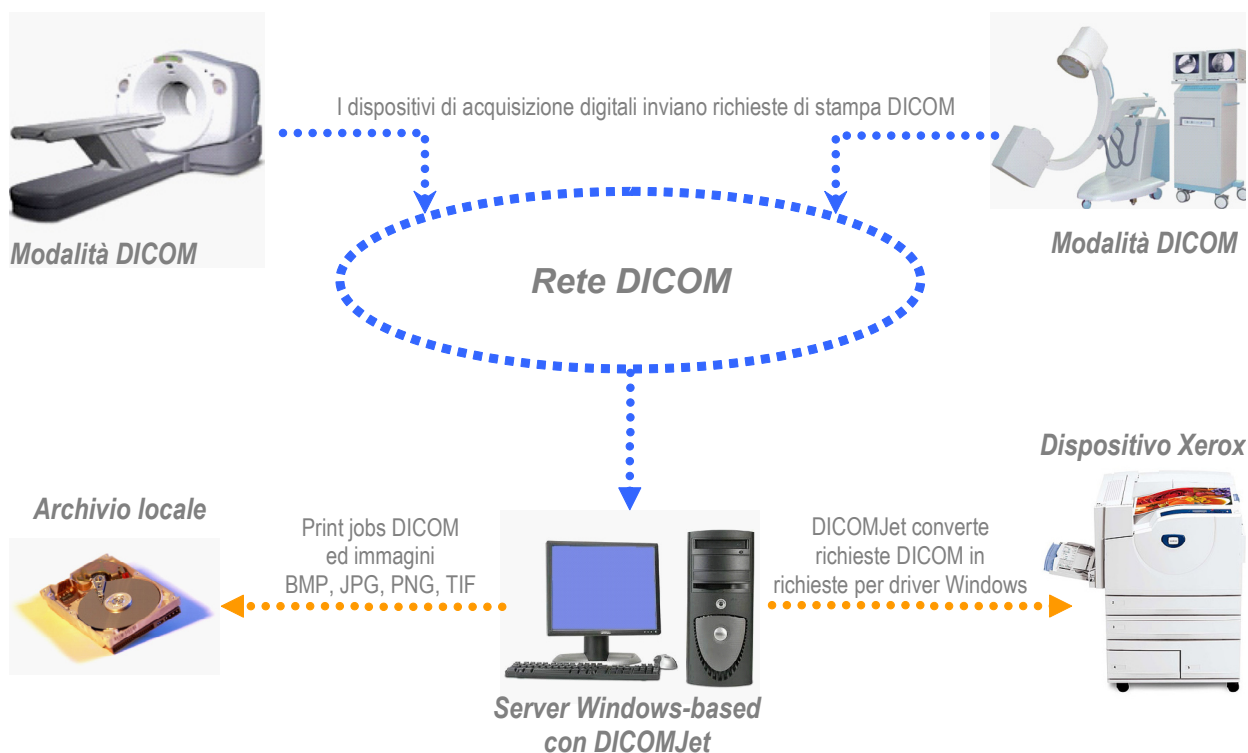 I dispositivi di acquisizione digitali inviano richieste di stampa DICOM
Modalità DICOM
Modalità DICOM
Rete DICOM
Dispositivo Xerox
Archivio locale
Print jobs DICOM
ed immagini
BMP, JPG, PNG, TIF
DICOMJet converte
richieste DICOM in
richieste per driver Windows
Server Windows-based
con DICOMJet